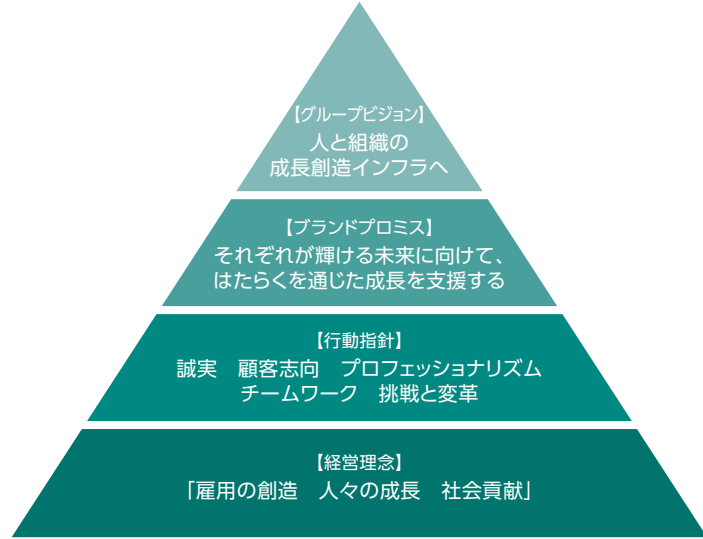 【グループビジョン】
人と組織の
成長創造インフラへ
【ブランドプロミス】
それぞれが輝ける未来に向けて、
はたらくを通じた成長を支援する
【行動指針】
誠実　顧客志向　プロフェッショナリズム
チームワーク　挑戦と変革
【経営理念】
「雇用の創造　人々の成長　社会貢献」